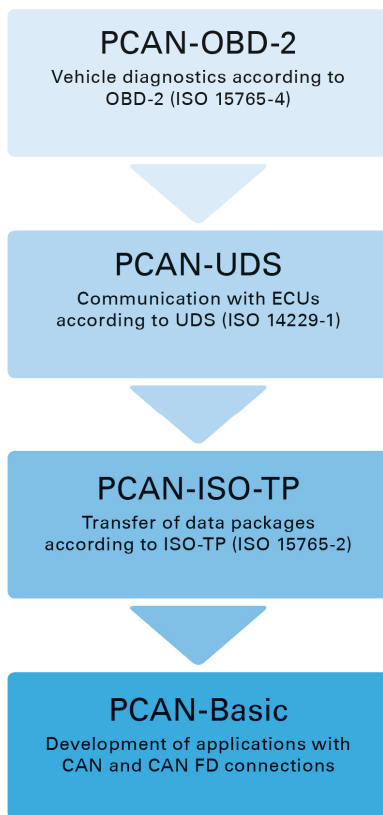 PCAN-OBD-2
Vehicle diagnostics according to
OBD-2 (ISO 15765-4)
PCAN-UDS
Communication with ECUs
according to UDS (ISO 14229-1)
PCAN-ISO-TP
Transfer of data packages
according to ISO-TP (ISO 15765-2)
PCAN-Basic
Development of applications with
CAN and CAN FD connections